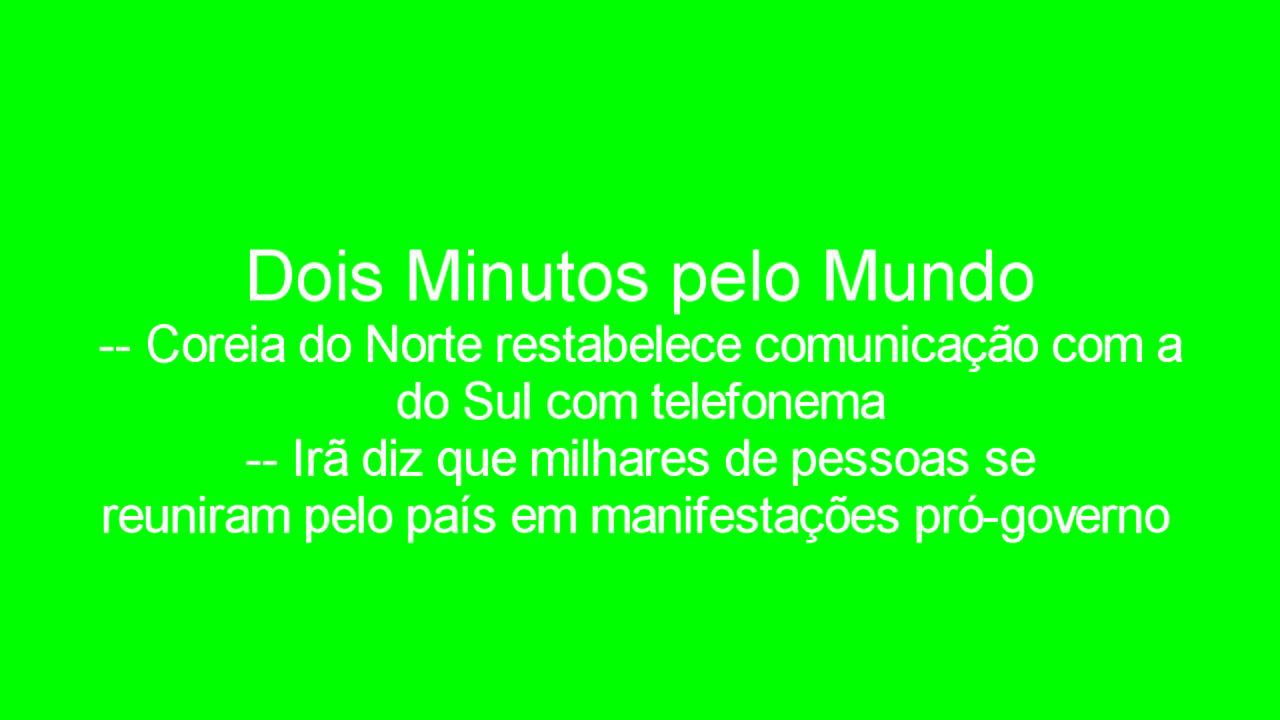 Dois Minutos pelo Mundo
-- Coreia do Norte restabelece comunicação com a
do Sul com telefonema
-- Irã diz que milhares de pessoas se
reuniram pelo país em manifestações pró-governo